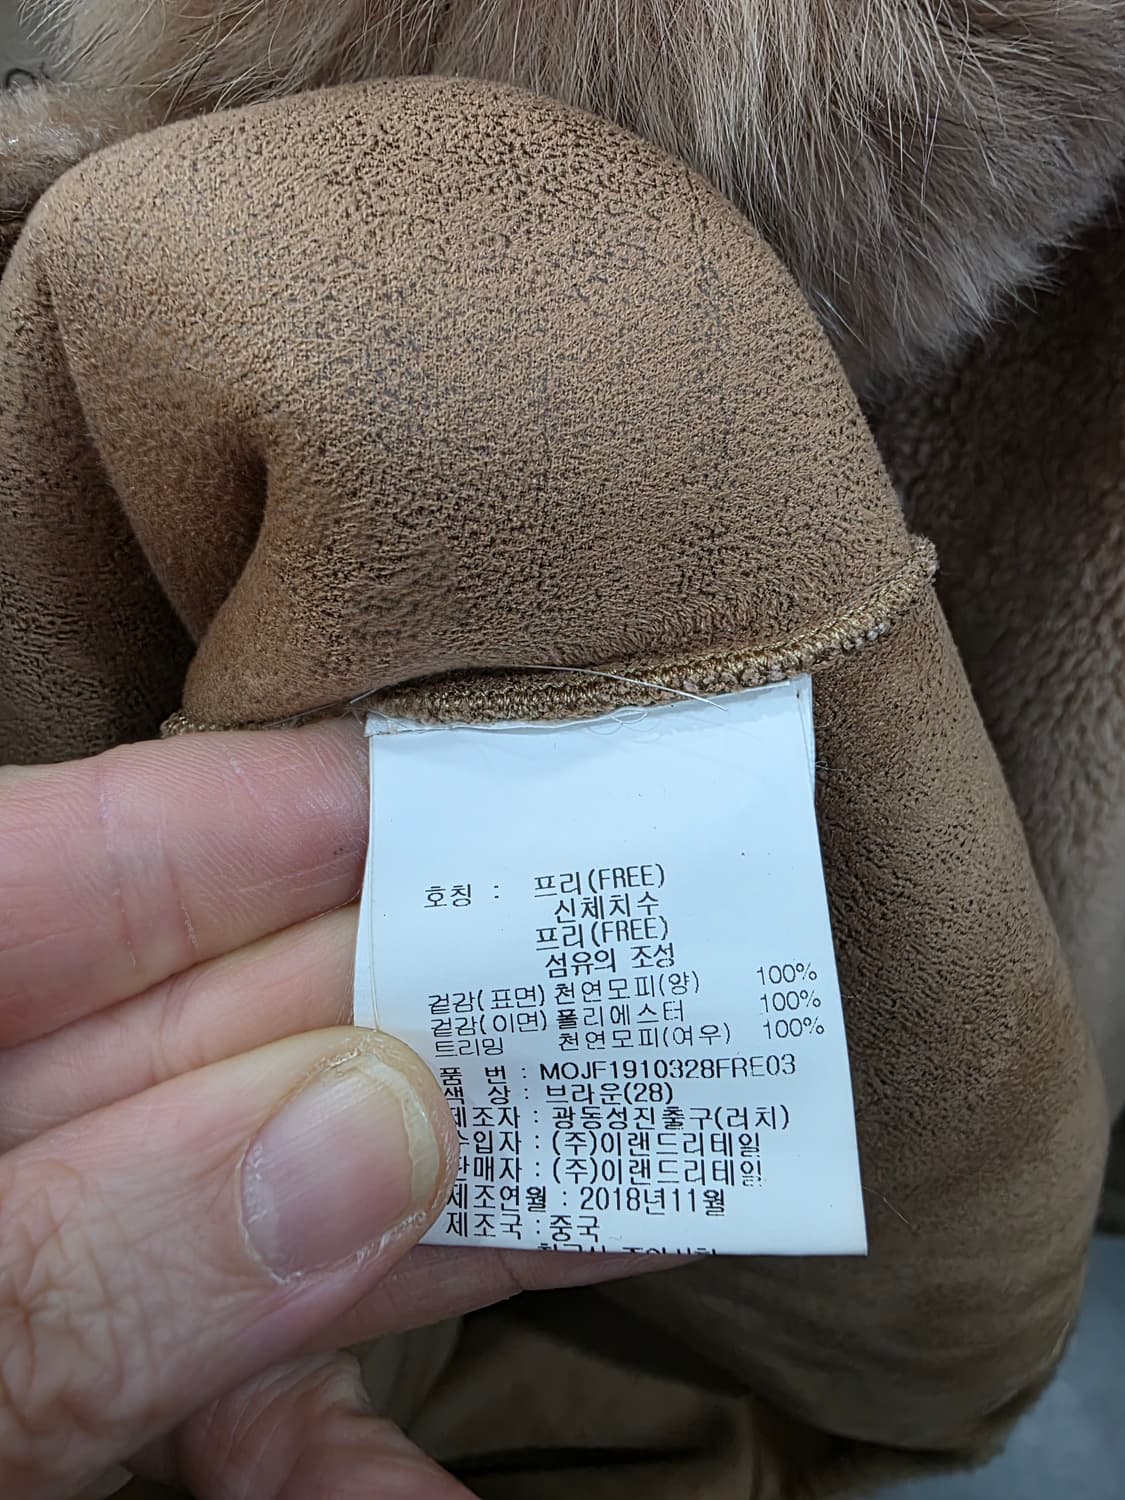 호칭 : 프리(FREE)
신체치수
프리(FREE)
섬유의 조성
겉감(표면) 천연모피(양) 100%
겉감(이면) 폴리에스터 100%
트리밍 천연모피(여우) 100%
품 번 : MOJF1910328FRE03
색 상 : 브라운(28)
제조자 : 광동성진출구(러치)
수입자 : (주)이랜드리테일
판매자 : (주)이랜드리테일
제조연월 : 2018년11월
제조국 : 중국